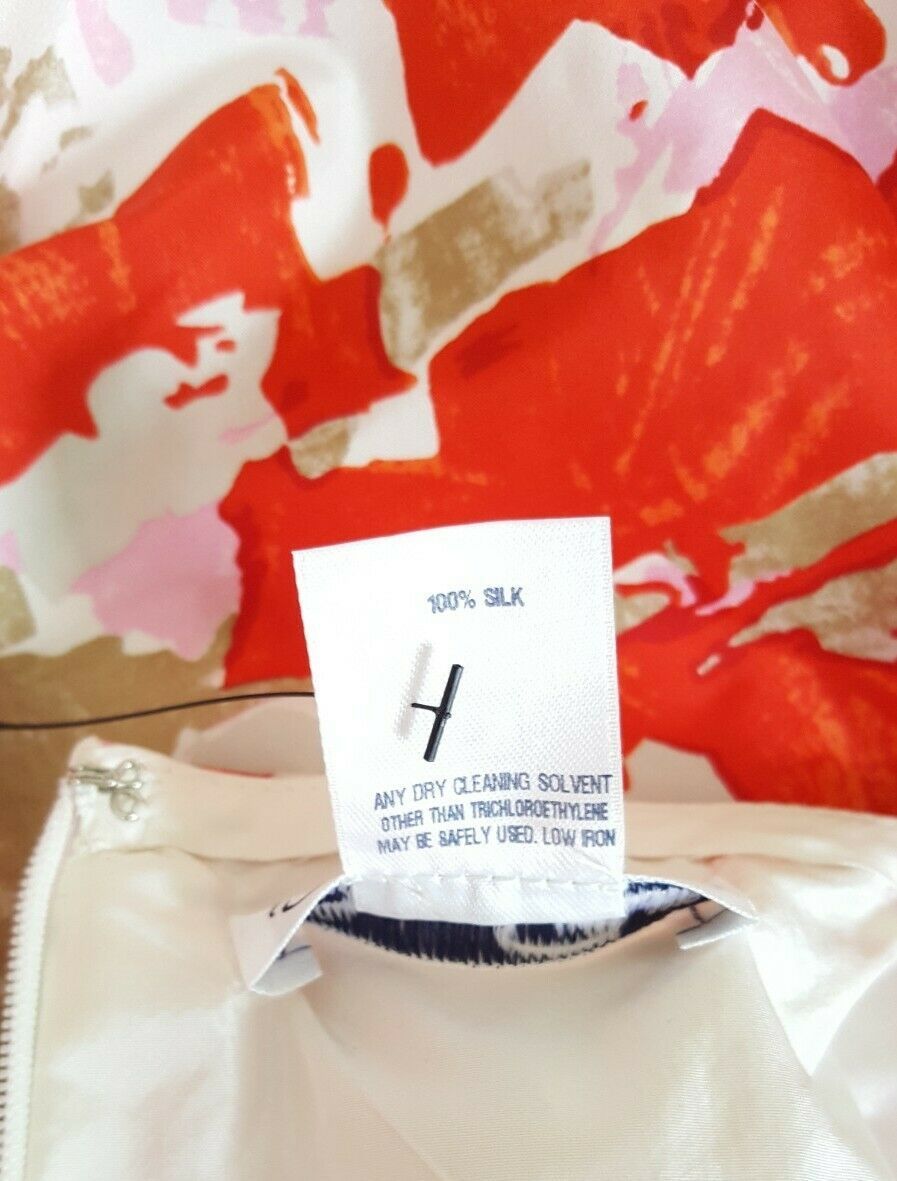 100% SILK
ANY DRY CLEANING SOLVENT
OTHER THAN TRICHLOROETHYLENE
MAY BE SAFELY USED. LOW IRON